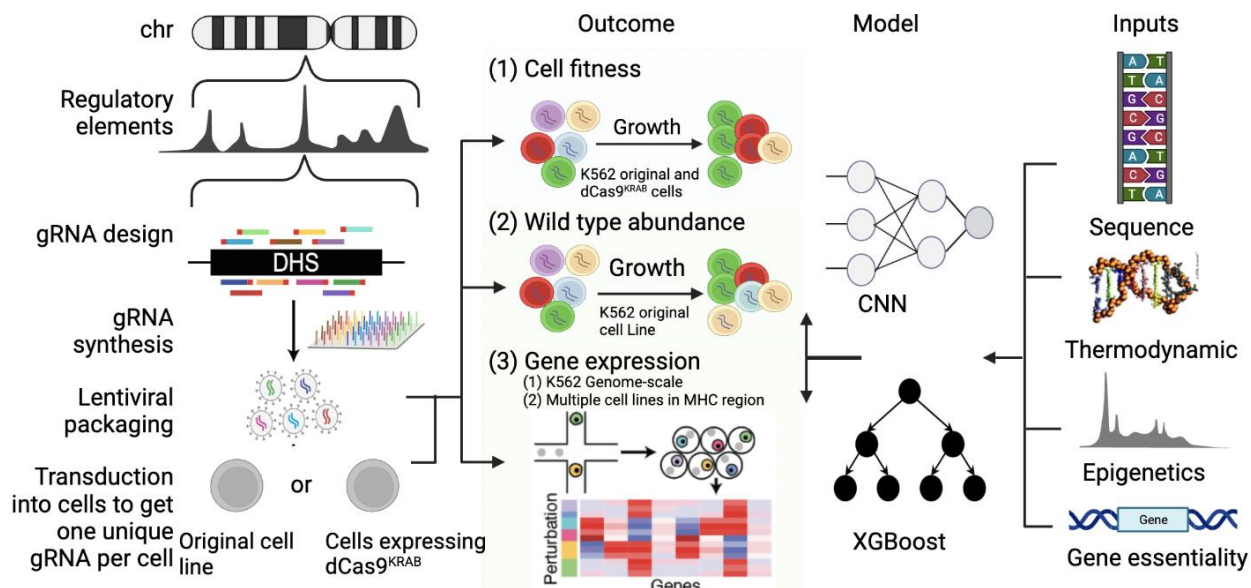 chr
Regulatory
elements
gRNA design
DHS
gRNA
synthesis
Lentiviral
packaging
Transduction
into cells to get
one unique
gRNA per cell
or
Original cell
line
Cells expressing
dCas9KRAB
Outcome
(1) Cell fitness
Growth
K562 original and
dCas9KRAB cells
(2) Wild type abundance
Growth
K562 original
cell Line
(3) Gene expression
(1) K562 Genome-scale
(2) Multiple cell lines in MHC region
Perturbation
Genes
Model
CNN
XGBoost
Inputs
A T
T A
G C
C G
G C
A T
C G
T A
Sequence
Thermodynamic
Epigenetics
Gene
Gene essentiality